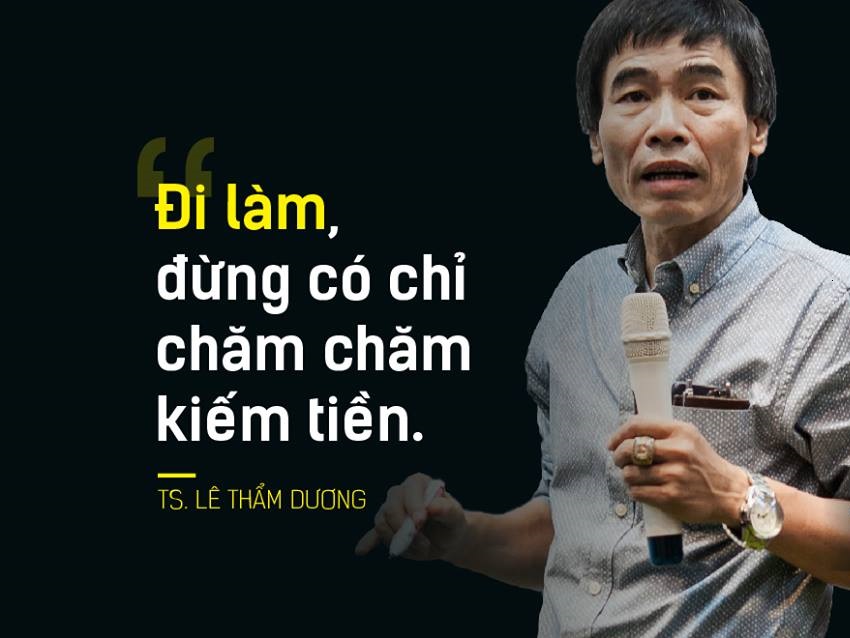 “
Đi làm,
đừng có chỉ
chăm chăm
kiếm tiền.
TS. LÊ THẨM DƯƠNG